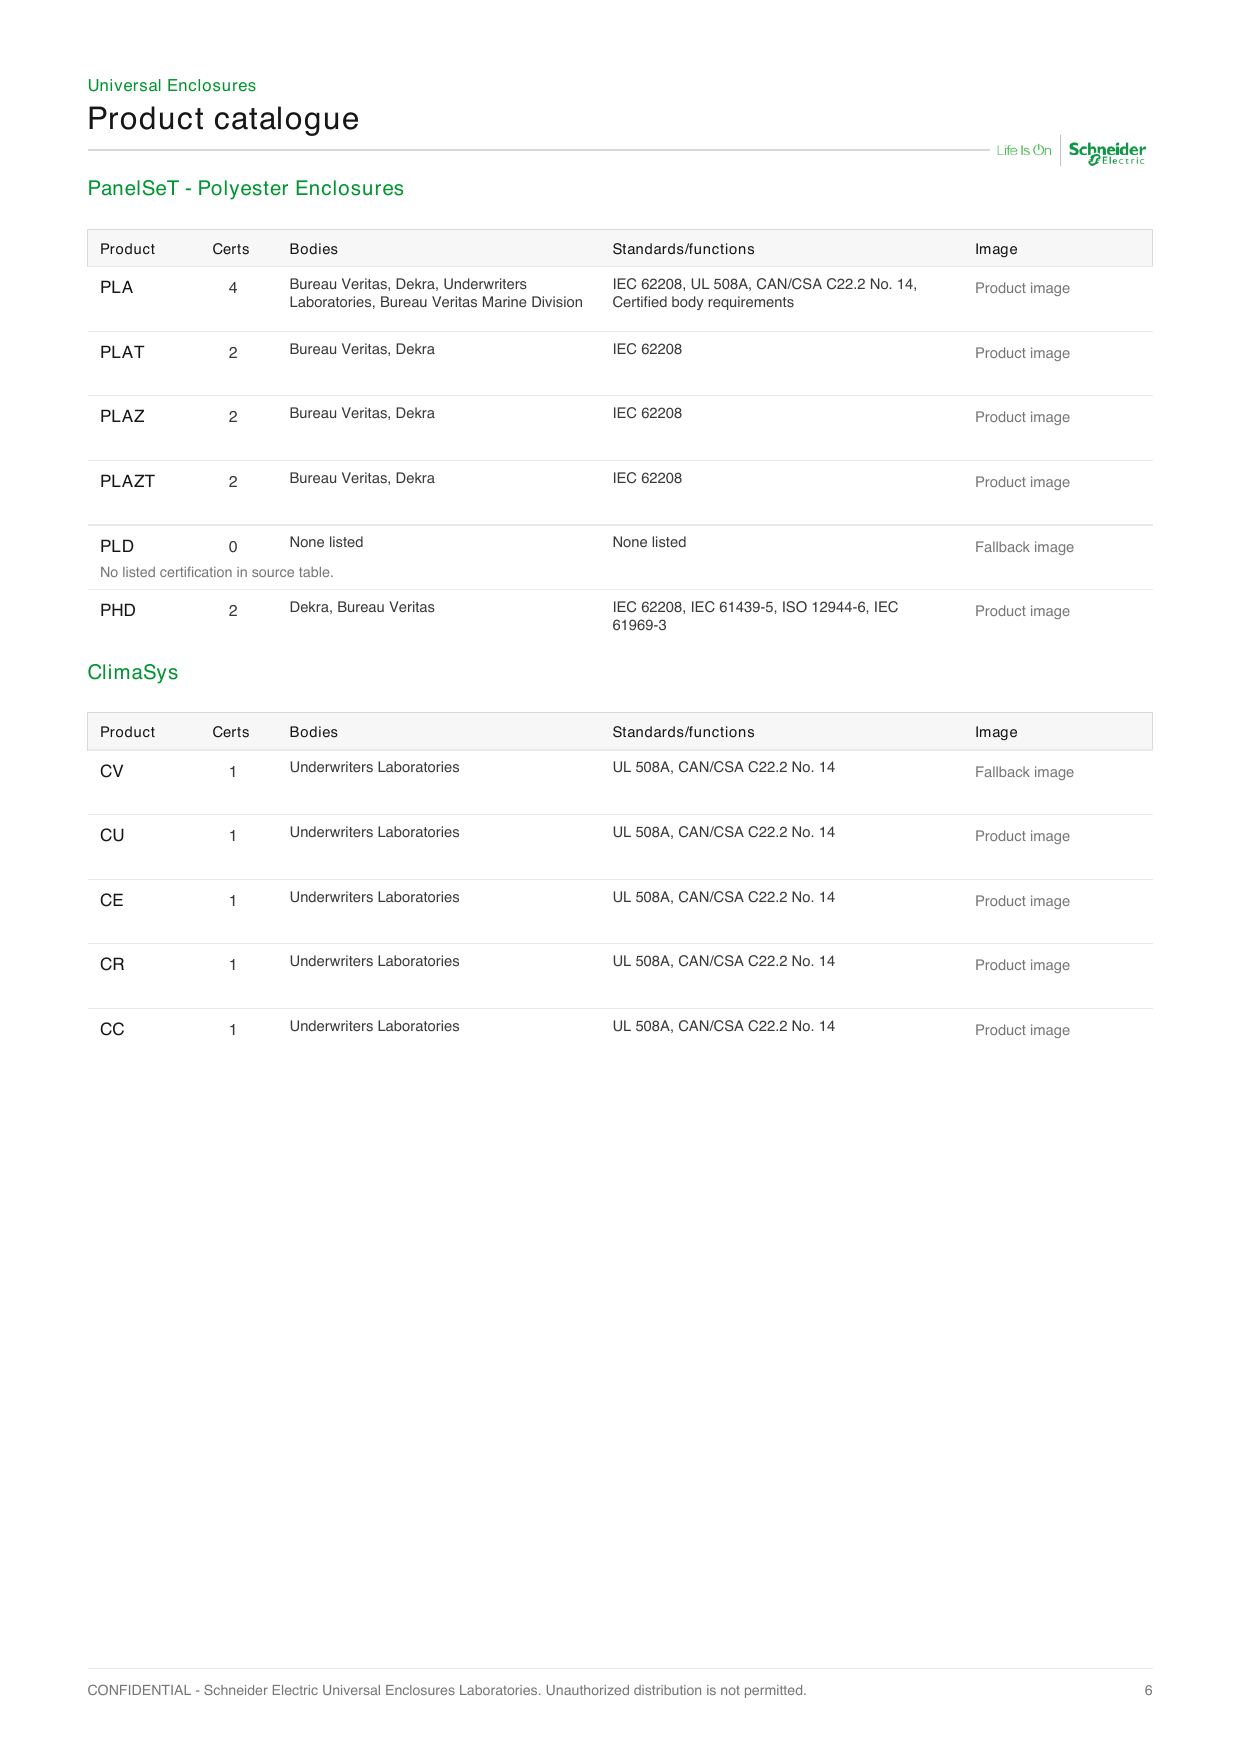 Universal Enclosures
Product catalogue
Life Is On Schneider Electric
PanelSeT - Polyester Enclosures
Product Certs Bodies Standards/functions Image
PLA 4 Bureau Veritas, Dekra, Underwriters Laboratories, Bureau Veritas Marine Division IEC 62208, UL 508A, CAN/CSA C22.2 No. 14, Certified body requirements Product image
PLAT 2 Bureau Veritas, Dekra IEC 62208 Product image
PLAZ 2 Bureau Veritas, Dekra IEC 62208 Product image
PLAZT 2 Bureau Veritas, Dekra IEC 62208 Product image
PLD 0 None listed None listed Fallback image
No listed certification in source table.
PHD 2 Dekra, Bureau Veritas IEC 62208, IEC 61439-5, ISO 12944-6, IEC 61969-3 Product image
ClimaSys
Product Certs Bodies Standards/functions Image
CV 1 Underwriters Laboratories UL 508A, CAN/CSA C22.2 No. 14 Fallback image
CU 1 Underwriters Laboratories UL 508A, CAN/CSA C22.2 No. 14 Product image
CE 1 Underwriters Laboratories UL 508A, CAN/CSA C22.2 No. 14 Product image
CR 1 Underwriters Laboratories UL 508A, CAN/CSA C22.2 No. 14 Product image
CC 1 Underwriters Laboratories UL 508A, CAN/CSA C22.2 No. 14 Product image
CONFIDENTIAL - Schneider Electric Universal Enclosures Laboratories. Unauthorized distribution is not permitted. 6